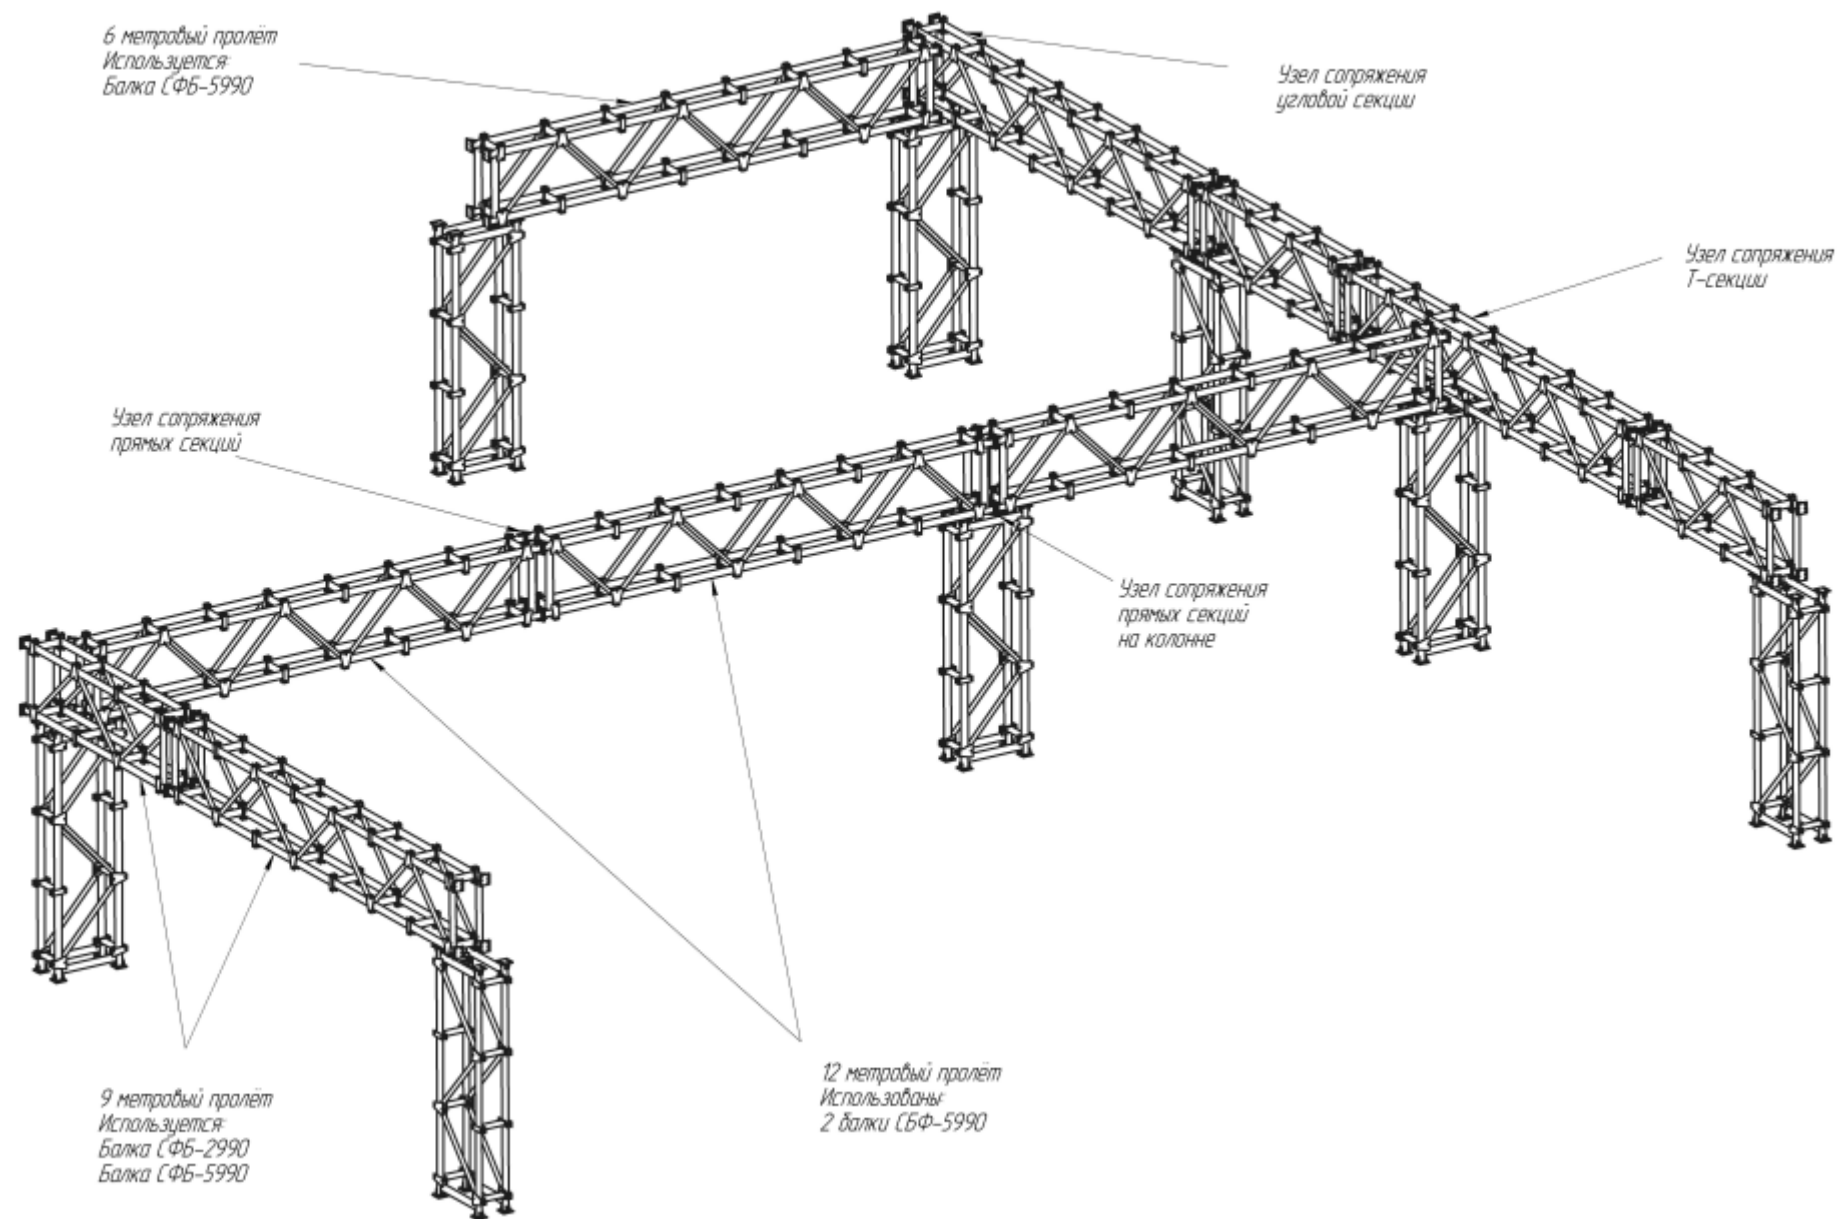 6 метровый пролёт
Используется:
Балка СФБ-5990
Узел сопряжения
угловой секции
Узел сопряжения
Т-секции
Узел сопряжения
прямых секций
Узел сопряжения
прямых секций
на колонне
9 метровый пролёт
Используется:
Балка СФБ-2990
Балка СФБ-5990
12 метровый пролёт
Использованы:
2 балки СБФ-5990